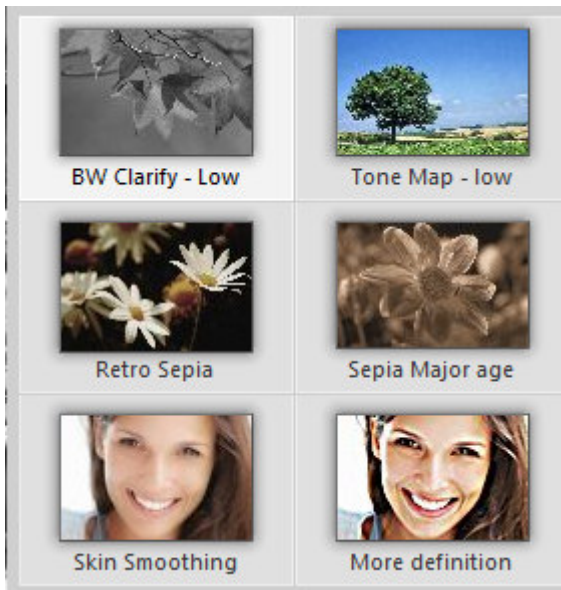 BW Clarify - Low
Tone Map - low
Retro Sepia
Sepia Major age
Skin Smoothing
More definition